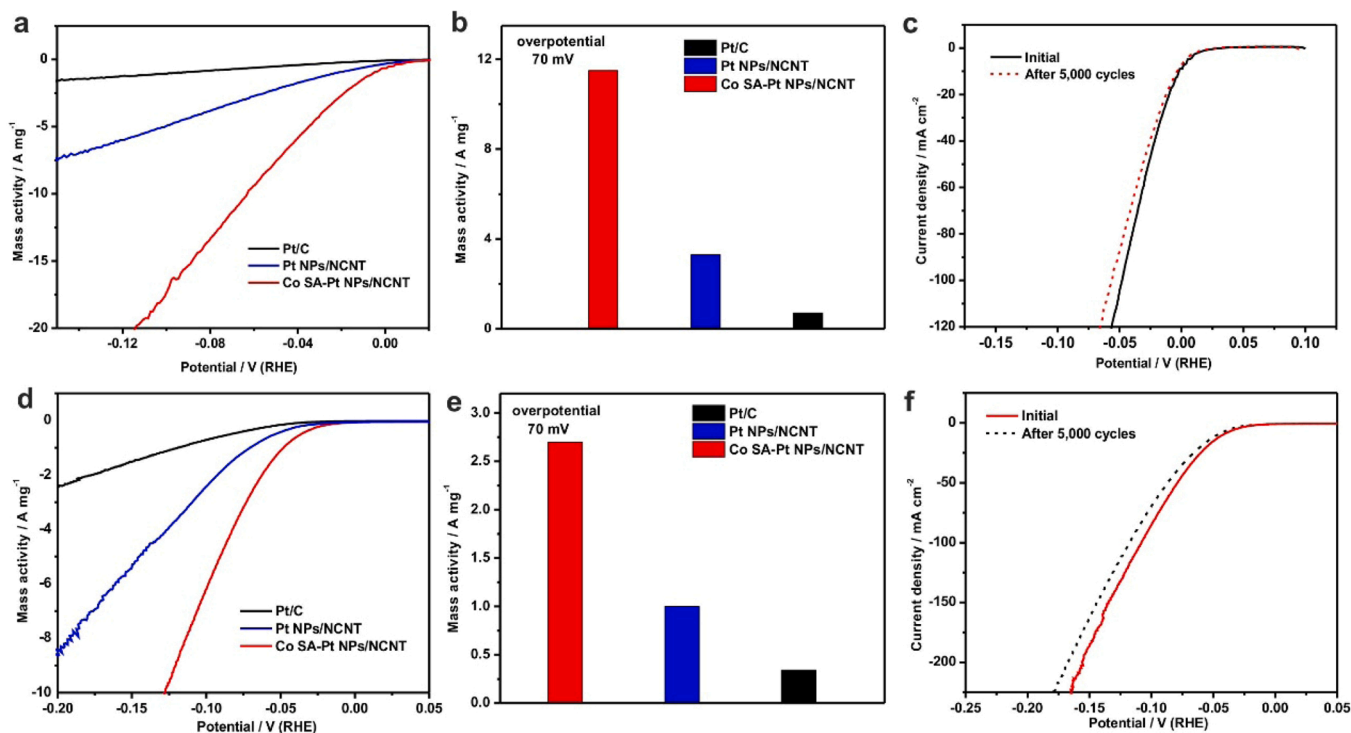 a
0
-5
-10
-15
-20
Mass activity / A mg⁻¹
Pt/C
Pt NPs/NCNT
Co SA-Pt NPs/NCNT
-0.12 -0.08 -0.04 0.00
Potential / V (RHE)
b
overpotential
70 mV
12
9
6
3
0
Mass activity / A mg⁻¹
Pt/C
Pt NPs/NCNT
Co SA-Pt NPs/NCNT
c
0
-20
-40
-60
-80
-100
-120
Current density / mA cm⁻²
Initial
After 5,000 cycles
-0.15 -0.10 -0.05 0.00 0.05 0.10
Potential / V (RHE)
d
0
-2
-4
-6
-8
-10
Mass activity / A mg⁻¹
Pt/C
Pt NPs/NCNT
Co SA-Pt NPs/NCNT
-0.20 -0.15 -0.10 -0.05 0.00 0.05
Potential / V (RHE)
e
overpotential
70 mV
3.0
2.5
2.0
1.5
1.0
0.5
0.0
Mass activity / A mg⁻¹
Pt/C
Pt NPs/NCNT
Co SA-Pt NPs/NCNT
f
0
-50
-100
-150
-200
Current density / mA cm⁻²
Initial
After 5,000 cycles
-0.25 -0.20 -0.15 -0.10 -0.05 0.00 0.05
Potential / V (RHE)